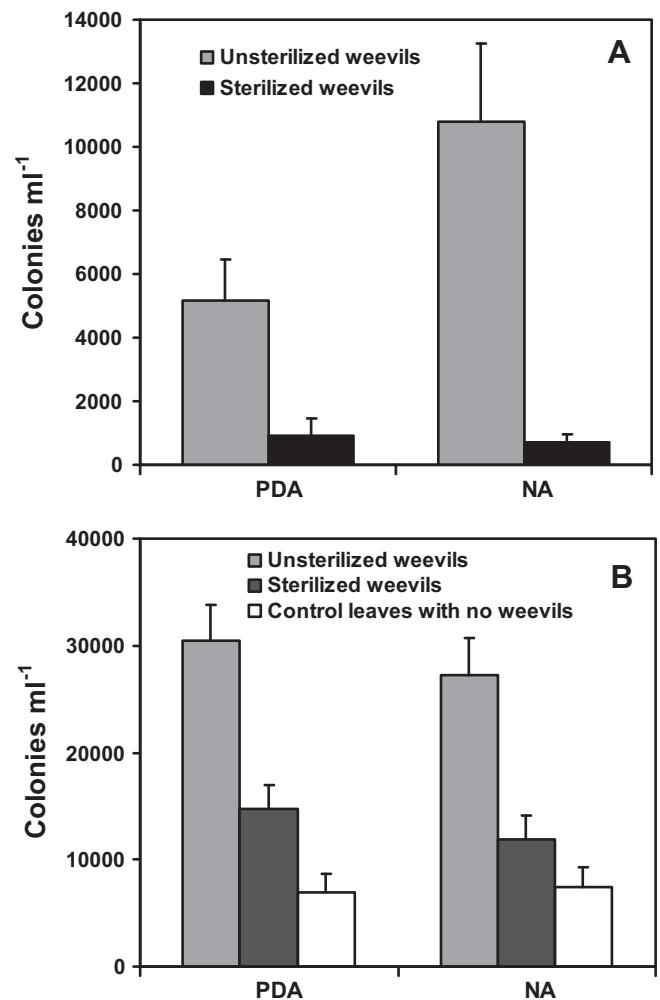 14000
12000
10000
8000
6000
4000
2000
0
Colonies ml-1
Unsterilized weevils
Sterilized weevils
A
PDA NA
40000
30000
20000
10000
0
Colonies ml-1
Unsterilized weevils
Sterilized weevils
Control leaves with no weevils
B
PDA NA